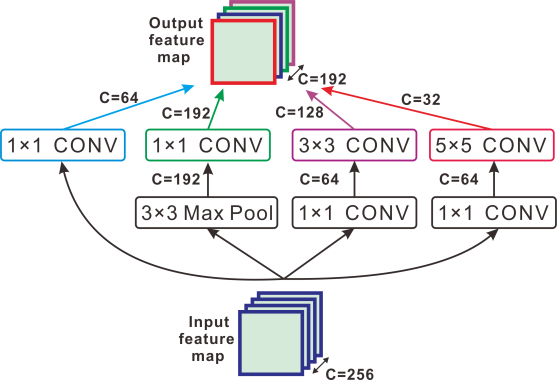 Output
feature
map
C=192
C=64
C=192
C=128
C=32
1×1 CONV
1×1 CONV
3×3 CONV
5×5 CONV
C=192
C=64
C=64
3×3 Max Pool
1×1 CONV
1×1 CONV
Input
feature
map
C=256